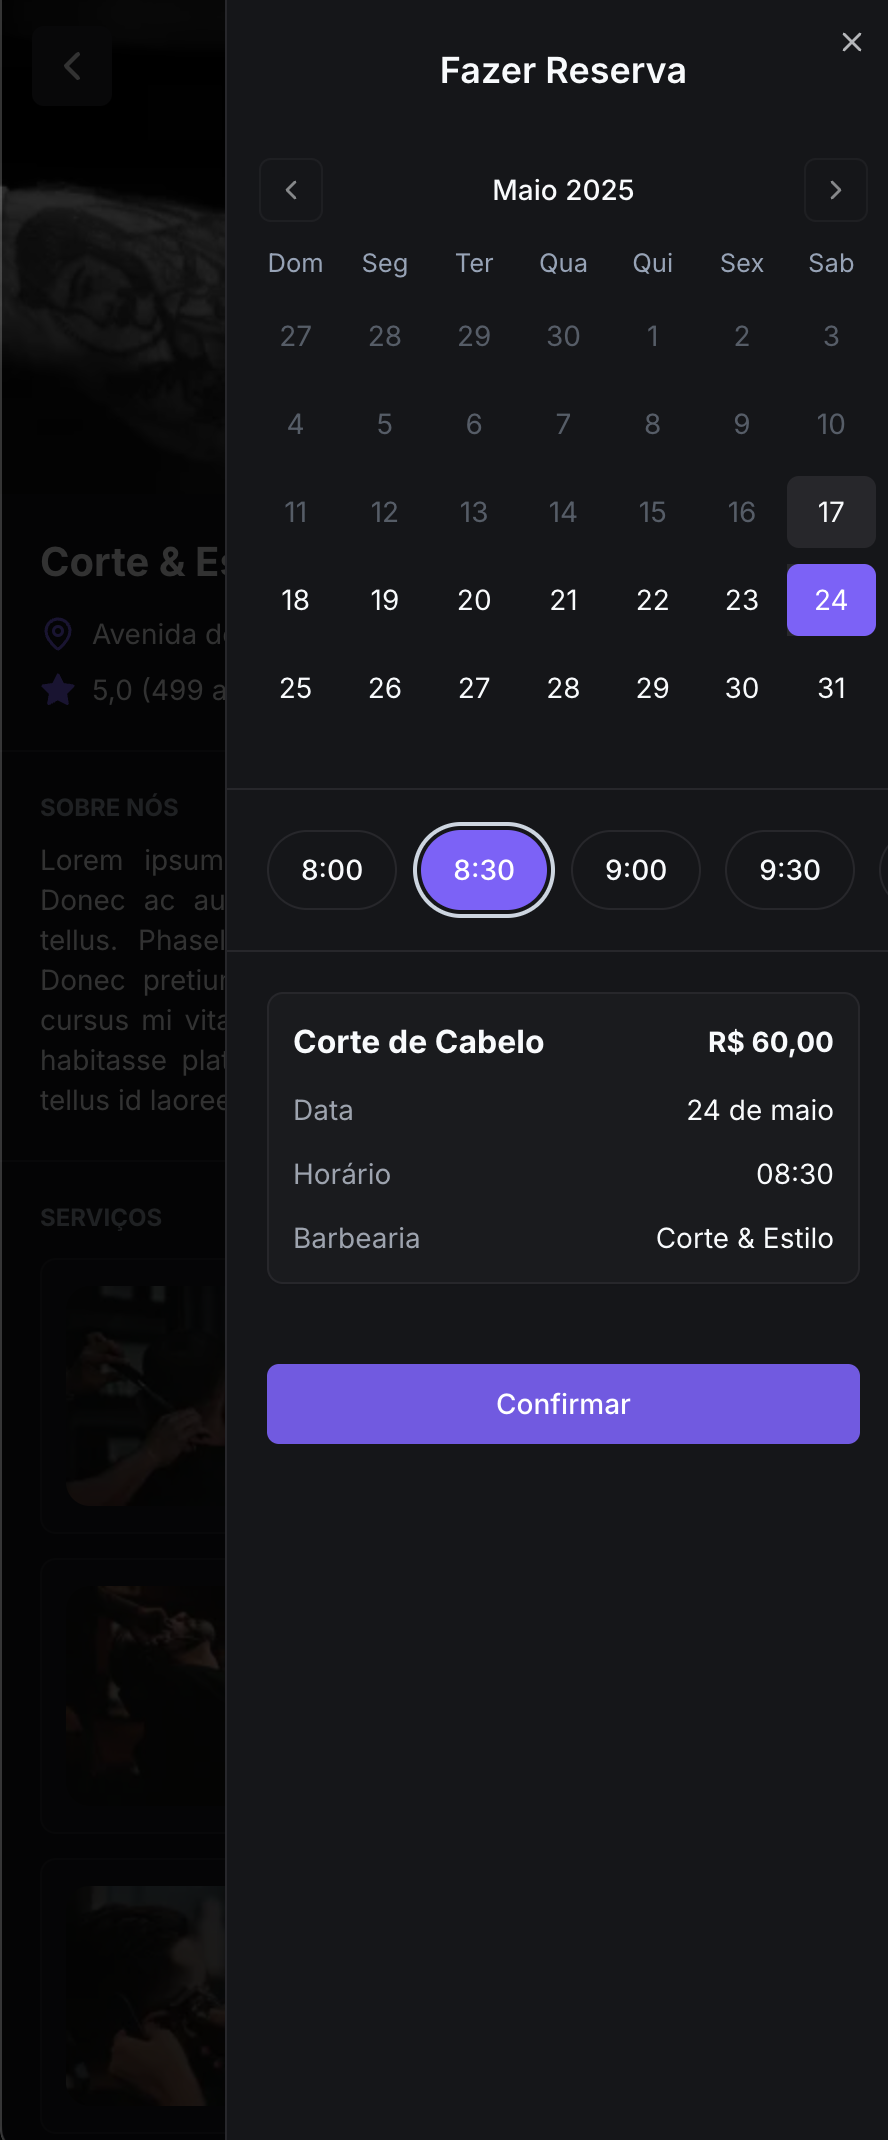 Fazer Reserva
Maio 2025
Dom Seg Ter Qua Qui Sex Sab
27 28 29 30 1 2 3
4 5 6 7 8 9 10
11 12 13 14 15 16 17
18 19 20 21 22 23 24
25 26 27 28 29 30 31
8:00 8:30 9:00 9:30
Corte de Cabelo R$ 60,00
Data 24 de maio
Horário 08:30
Barbearia Corte & Estilo
Confirmar
Corte & Es
Avenida d
5,0 (499 a
SOBRE NÓS
Lorem ipsum
Donec ac au
tellus. Phasel
Donec pretiur
cursus mi vita
habitasse plat
tellus id laoree
SERVIÇOS